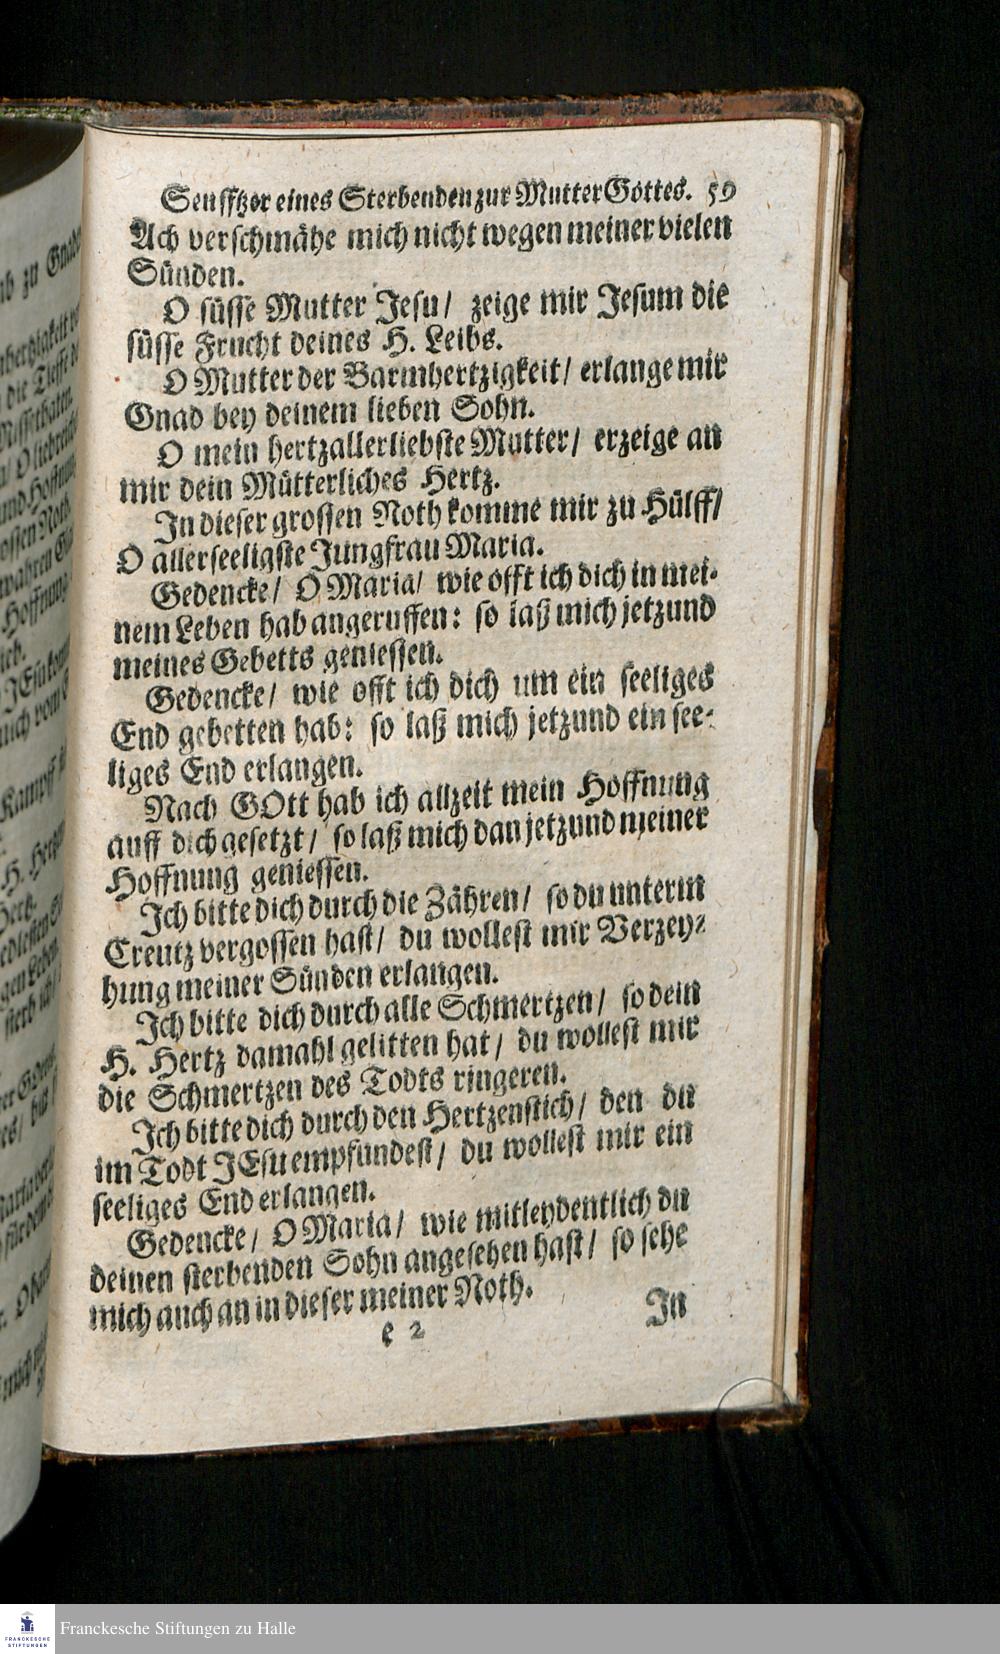 Seufftzer eines Sterbenden zur Mutter Gottes. 59
Ach verschmähe mich nicht wegen meiner vielen
Sünden.
O süsse Mutter Jesu / zeige mir Jesum die
süsse Frucht deines H. Leibs.
O Mutter der Barmhertzigkeit / erlange mir
Gnad bey deinem lieben Sohn.
O mein hertzallerliebste Mutter / erzeige an
mir dein Mütterliches Hertz.
In dieser grossen Noth komme mir zu Hülff /
O allerseeligste Jungfrau Maria.
Gedencke / O Maria / wie offt ich dich in mei-
nem Leben hab angeruffen: so laß mich jetzund
meines Gebetts geniessen.
Gedencke / wie offt ich dich um ein seeliges
End gebetten hab: so laß mich jetzund ein see-
liges End erlangen.
Nach GOtt hab ich allzeit mein Hoffnung
auff dich gesetzt / so laß mich dan jetzund meiner
Hoffnung geniessen.
Ich bitte dich durch die Zähren / so du unterm
Creutz vergossen hast / du wollest mir Verzey-
hung meiner Sünden erlangen.
Ich bitte dich durch alle Schmertzen / so dein
H. Hertz damahl gelitten hat / du wollest mir
die Schmertzen des Todts ringeren.
Ich bitte dich durch den Hertzenstich / den du
im Todt JEsu empfundest / du wollest mir ein
seeliges End erlangen.
Gedencke / O Maria / wie mitleydentlich du
deinen sterbenden Sohn angesehen hast / so sehe
mich auch an in dieser meiner Noth.
In
e 2
FRANCKESCHE
STIFTUNGEN
Franckesche Stiftungen zu Halle